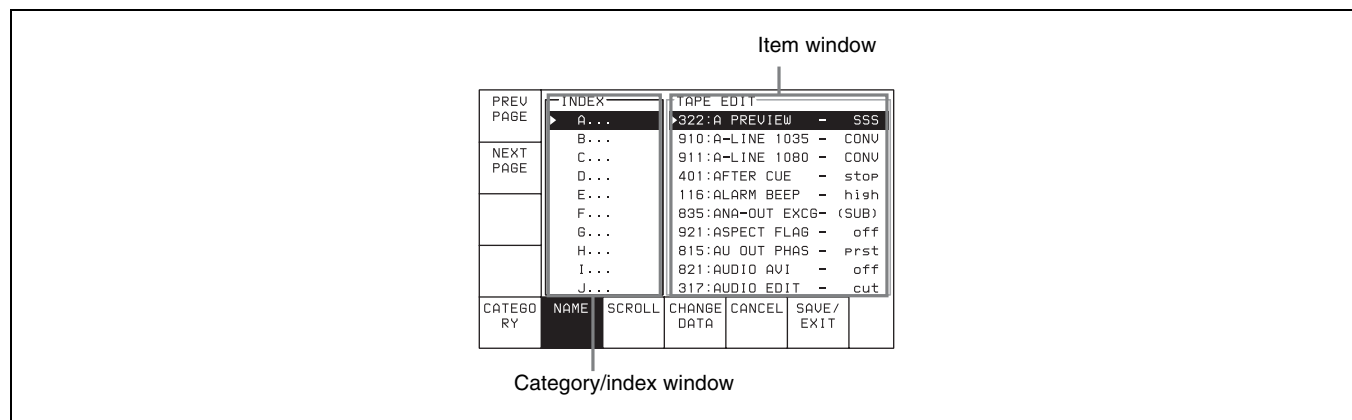 Item window
PREV PAGE
NEXT PAGE
INDEX
A...
B...
C...
D...
E...
F...
G...
H...
I...
J...
TAPE EDIT
322:A PREVIEW - SSS
910:A-LINE 1035 - CONV
911:A-LINE 1080 - CONV
401:AFTER CUE - stop
116:ALARM BEEP - high
835:ANA-OUT EXCG- (SUB)
921:ASPECT FLAG - off
815:AU OUT PHAS - prst
821:AUDIO AVI - off
317:AUDIO EDIT - cut
CATEGO RY
NAME
SCROLL
CHANGE DATA
CANCEL
SAVE/ EXIT
Category/index window